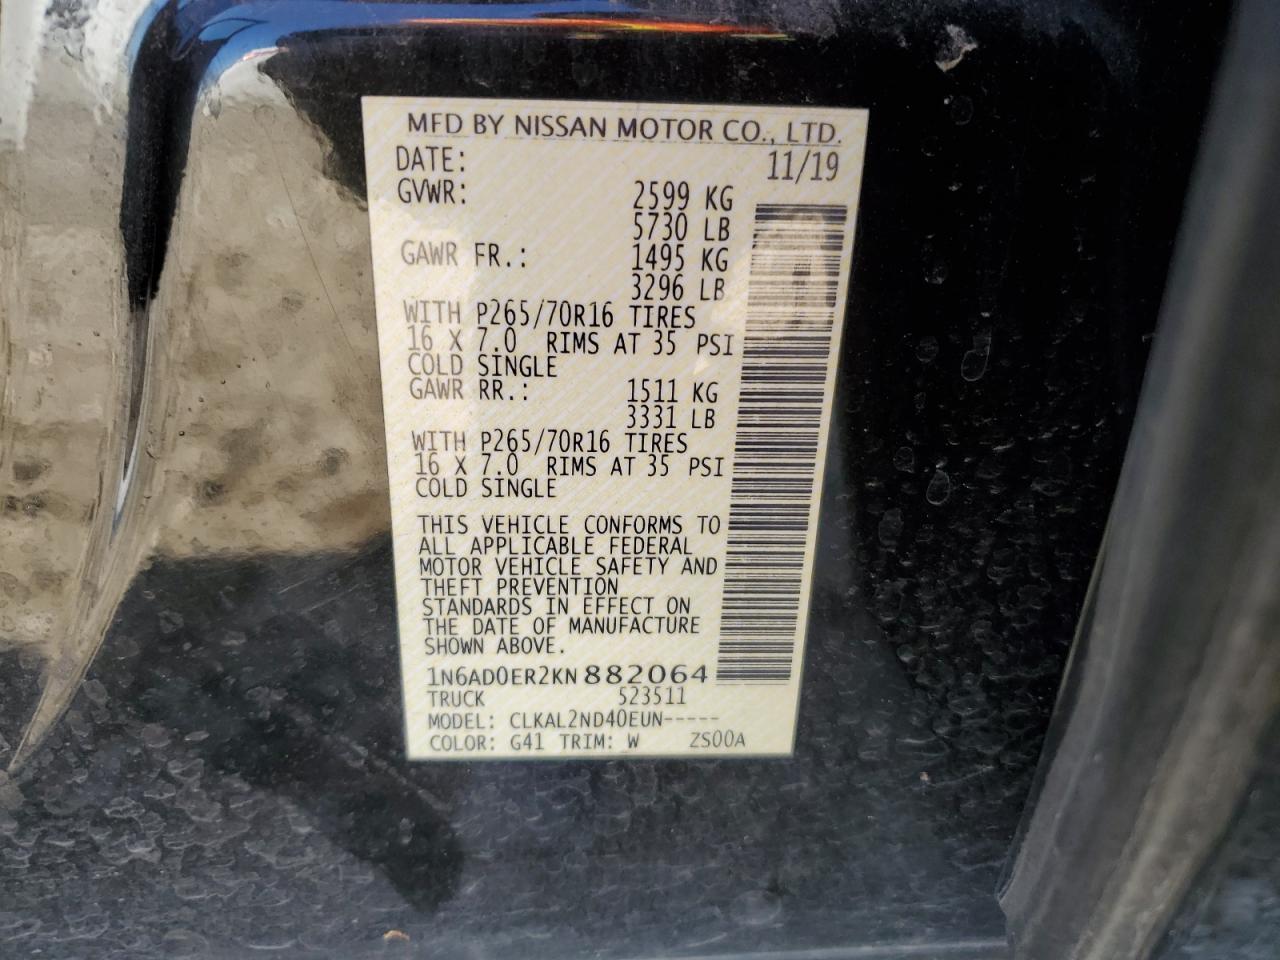 MFD BY NISSAN MOTOR CO., LTD.
DATE: 11/19
GVWR: 2599 KG
5730 LB
GAWR FR.: 1495 KG
3296 LB
WITH P265/70R16 TIRES
16 X 7.0 RIMS AT 35 PSI
COLD SINGLE
GAWR RR.: 1511 KG
3331 LB
WITH P265/70R16 TIRES
16 X 7.0 RIMS AT 35 PSI
COLD SINGLE
THIS VEHICLE CONFORMS TO
ALL APPLICABLE FEDERAL
MOTOR VEHICLE SAFETY AND
THEFT PREVENTION
STANDARDS IN EFFECT ON
THE DATE OF MANUFACTURE
SHOWN ABOVE.
1N6AD0ER2KN882064
TRUCK 523511
MODEL: CLKAL2ND40EUN-----
COLOR: G41 TRIM: W ZS00A